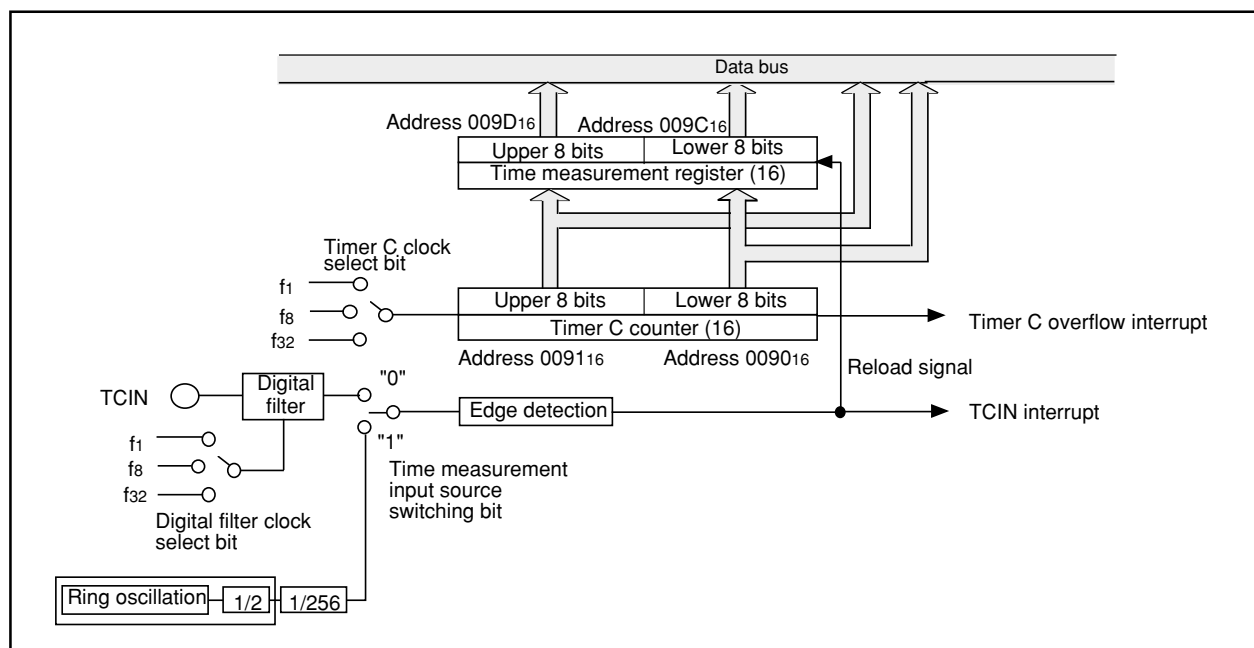 Data bus
Address 009D16
Address 009C16
Upper 8 bits
Lower 8 bits
Time measurement register (16)
Timer C clock
select bit
f1
f8
f32
Upper 8 bits
Lower 8 bits
Timer C counter (16)
Timer C overflow interrupt
Address 009116
Address 009016
Reload signal
TCIN
Digital
filter
"0"
Edge detection
TCIN interrupt
"1"
f1
f8
f32
Time measurement
input source
switching bit
Digital filter clock
select bit
Ring oscillation
1/2
1/256